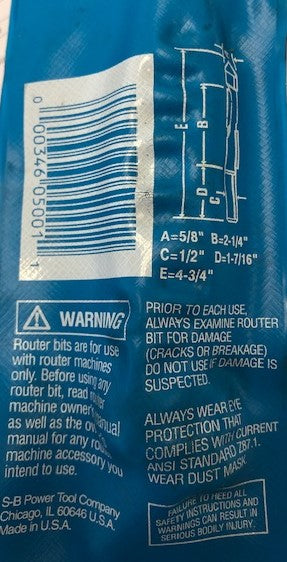 0 00346 05001 1
E
B
D
C
A=5/8" B=2-1/4"
C=1/2" D=1-7/16"
E=4-3/4"
WARNING
Router bits are for use
with router machines
only. Before using any
router bit, read router
machine owner manual
as well as the
manual for any router
machine accessory you
intend to use.
S-B Power Tool Company
Chicago, IL 60646 U.S.A.
Made in U.S.A.
PRIOR TO EACH USE,
ALWAYS EXAMINE ROUTER
BIT FOR DAMAGE
(CRACKS OR BREAKAGE)
DO NOT USE IF DAMAGE IS
SUSPECTED.
ALWAYS WEAR EYE
PROTECTION THAT
COMPLIES WITH CURRENT
ANSI STANDARD Z87.1.
WEAR DUST MASK.
FAILURE TO HEED ALL
SAFETY INSTRUCTIONS AND
WARNINGS CAN RESULT IN
SERIOUS BODILY INJURY.